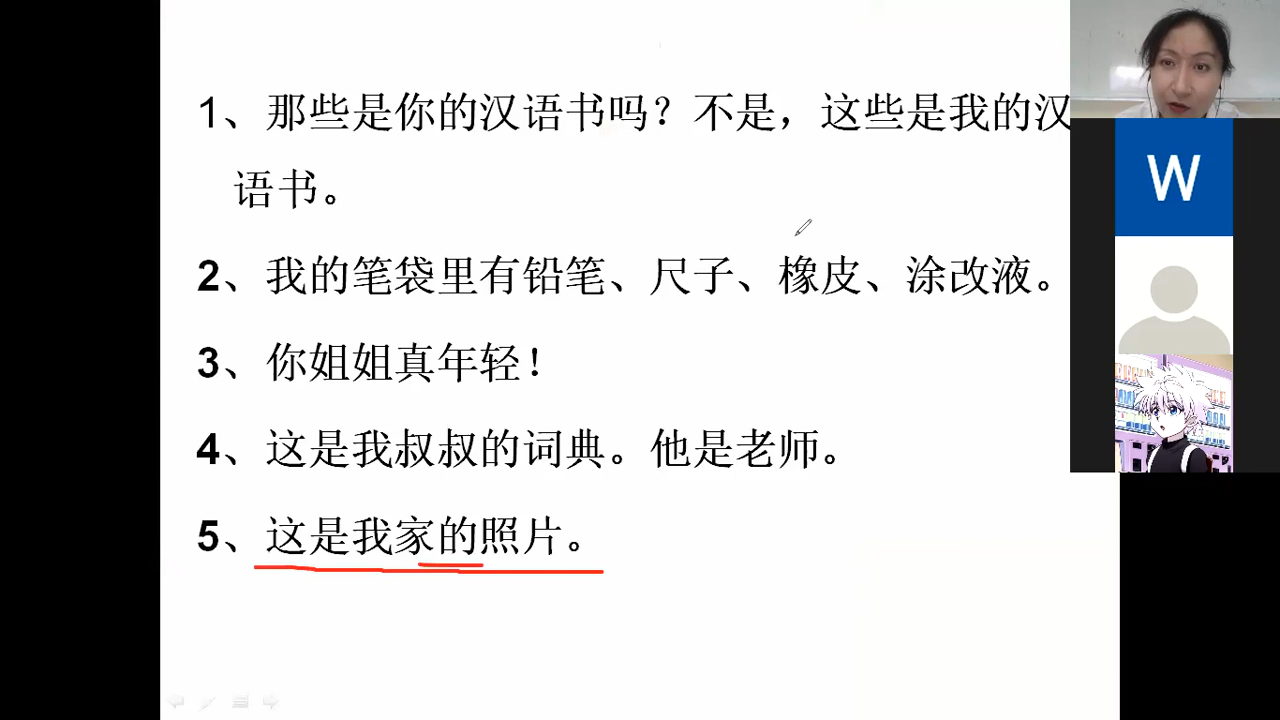 1、那些是你的汉语书吗？不是，这些是我的汉
语书。
2、我的笔袋里有铅笔、尺子、橡皮、涂改液。
3、你姐姐真年轻！
4、这是我叔叔的词典。他是老师。
5、这是我家的照片。
W